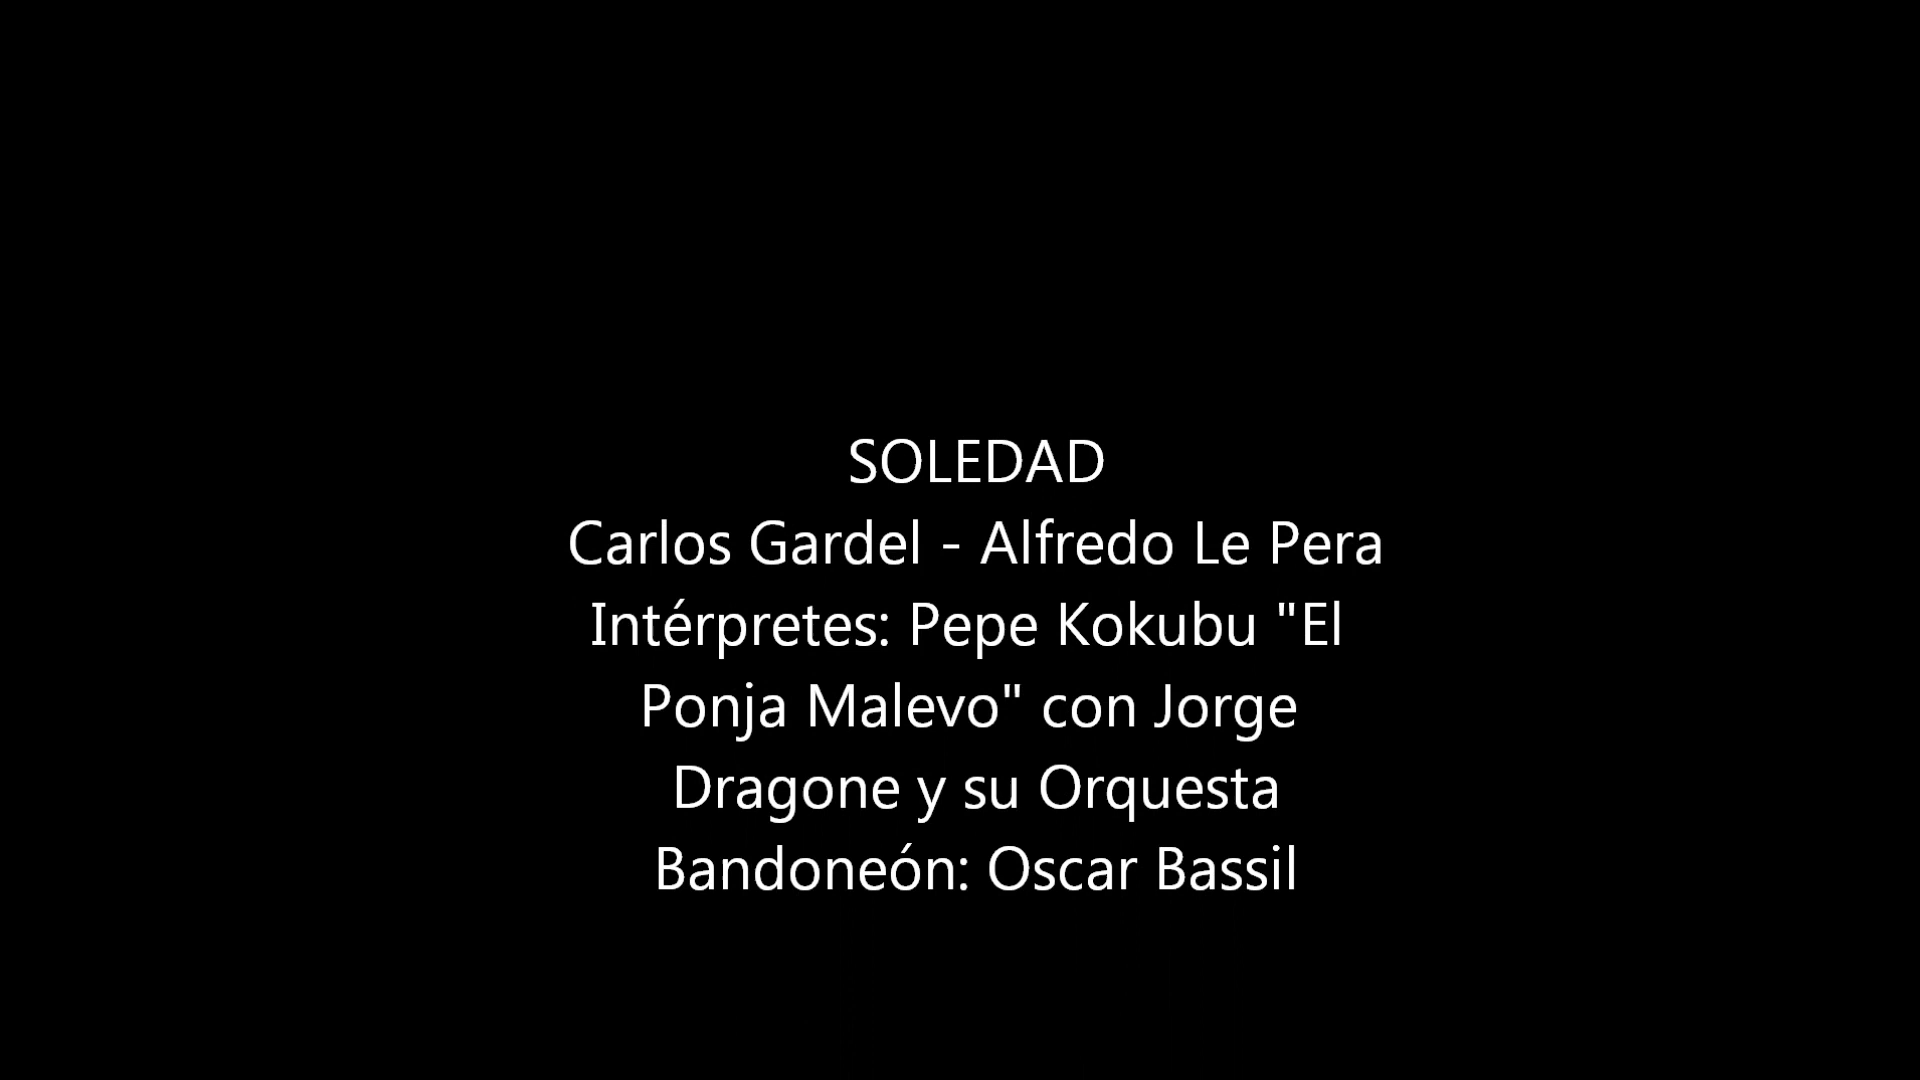 SOLEDAD
Carlos Gardel - Alfredo Le Pera
Intérpretes: Pepe Kokubu "El
Ponja Malevo" con Jorge
Dragone y su Orquesta
Bandoneón: Oscar Bassil